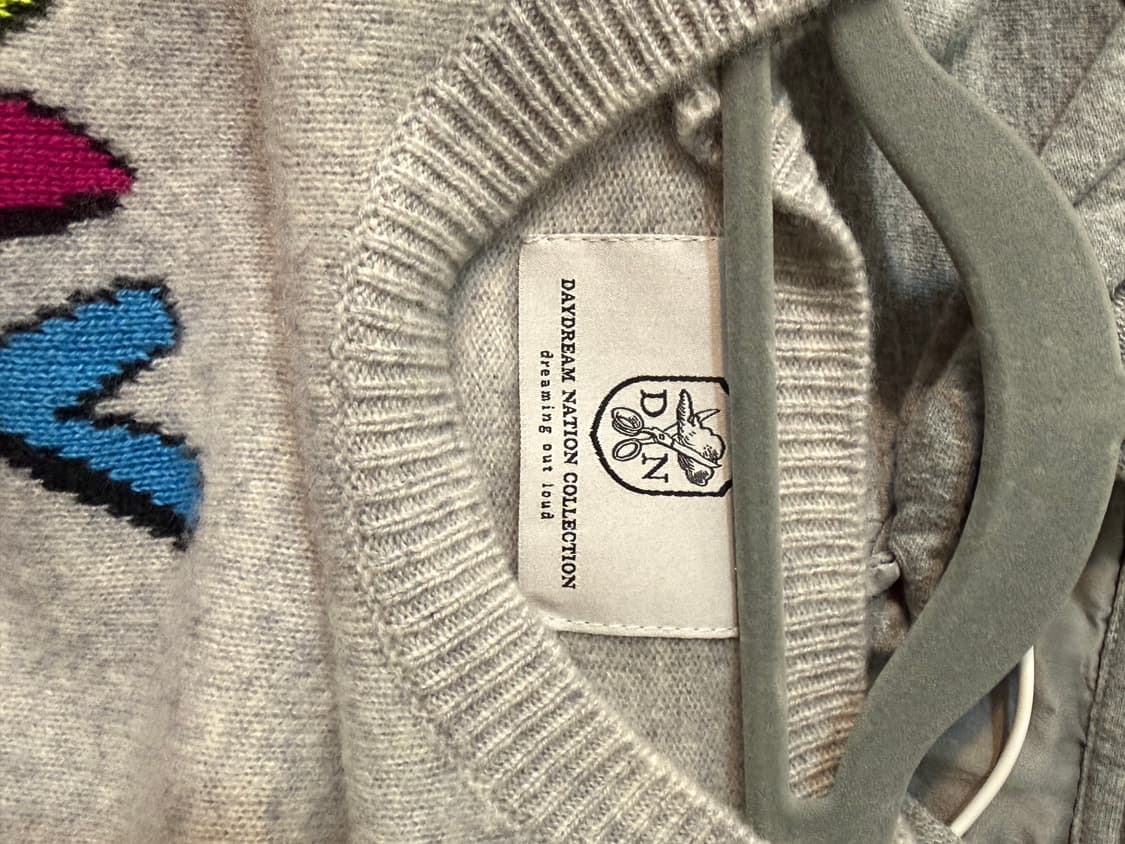 D N
DAYDREAM NATION COLLECTION
dreaming out loud